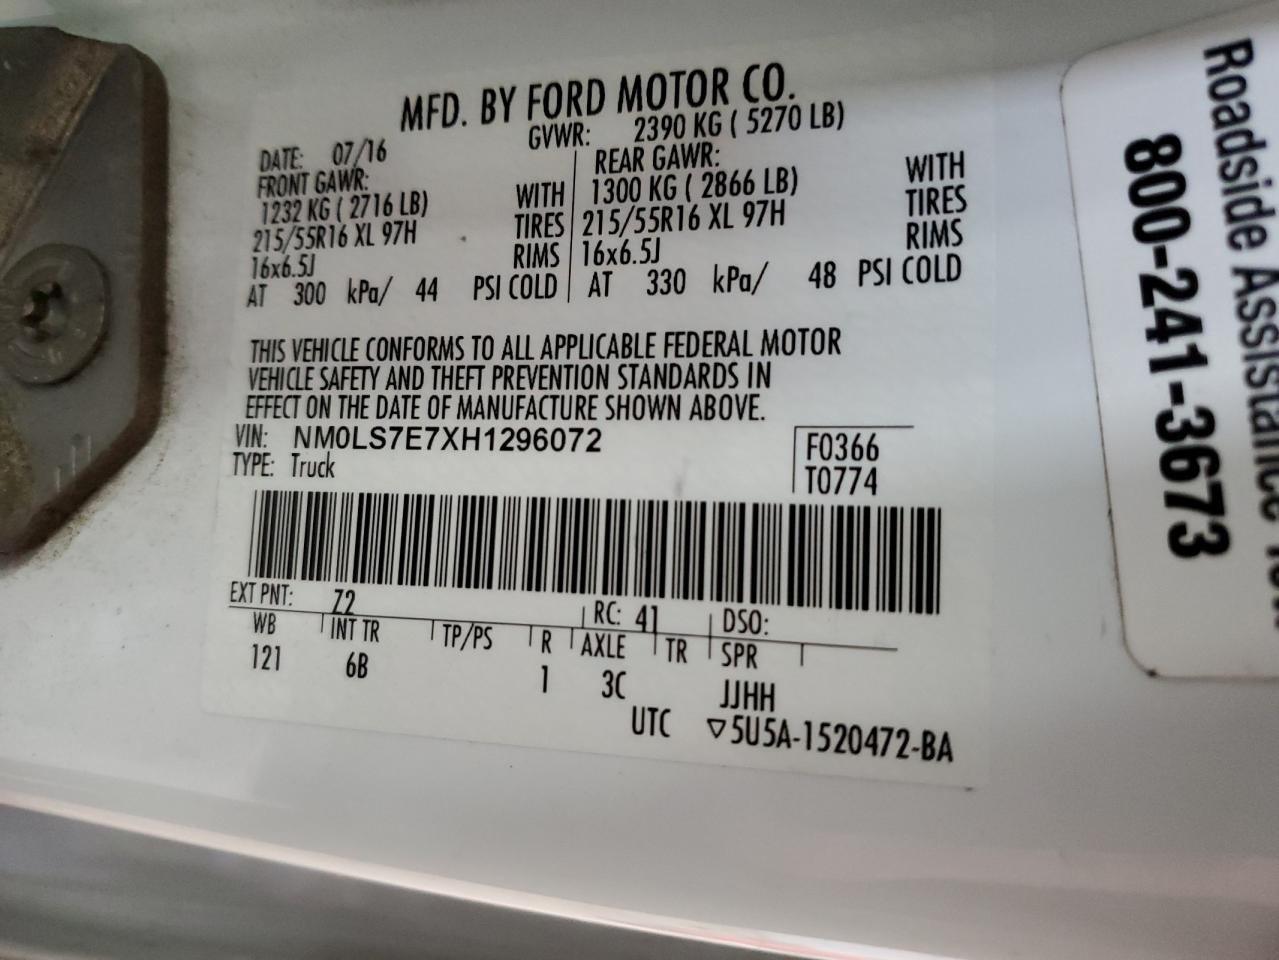 MFD. BY FORD MOTOR CO.
DATE: 07/16 GVWR: 2390 KG ( 5270 LB)
FRONT GAWR: REAR GAWR:
1232 KG ( 2716 LB) WITH 1300 KG ( 2866 LB) WITH
215/55R16 XL 97H TIRES 215/55R16 XL 97H TIRES
16x6.5J RIMS 16x6.5J RIMS
AT 300 kPa/ 44 PSI COLD AT 330 kPa/ 48 PSI COLD
THIS VEHICLE CONFORMS TO ALL APPLICABLE FEDERAL MOTOR
VEHICLE SAFETY AND THEFT PREVENTION STANDARDS IN
EFFECT ON THE DATE OF MANUFACTURE SHOWN ABOVE.
VIN: NM0LS7E7XH1296072 F0366
TYPE: Truck T0774
EXT PNT: Z2 RC: 41 DSO:
WB INT TR TP/PS R AXLE TR SPR
121 6B 1 3C JJHH
UTC ▽5U5A-1520472-BA
Roadside Assistance
800-241-3673